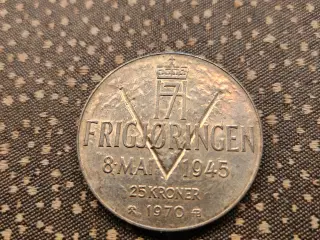 FRIGJØRINGEN
8·MAI 1945
25 KRONER
1970